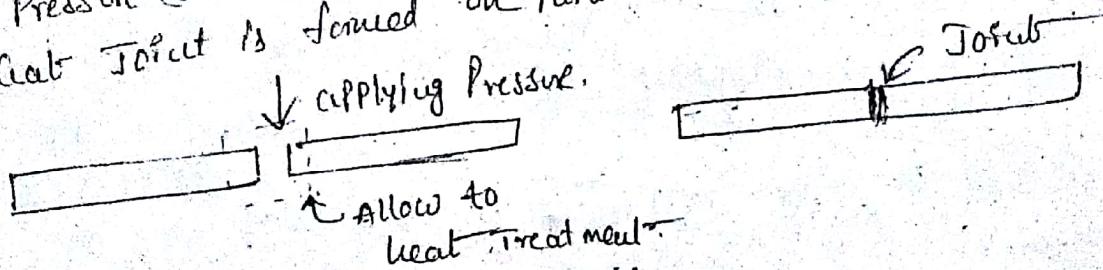 Pressure
heat Joint is formed on
Joint
applying Pressure.
Allow to
heat Treatment.